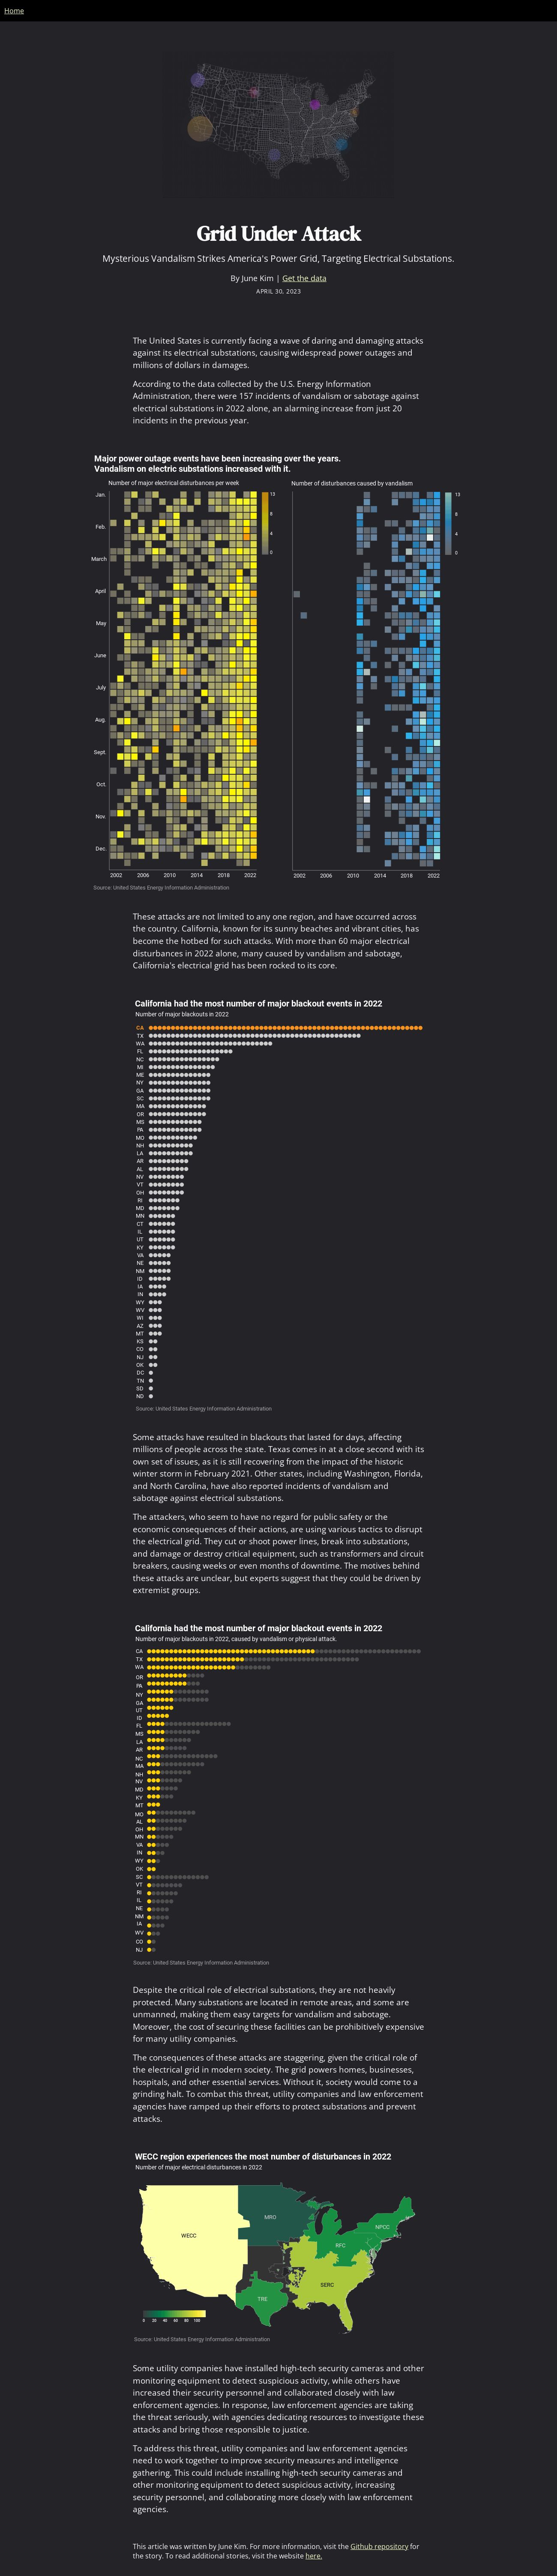 Home
Grid Under Attack
Mysterious Vandalism Strikes America's Power Grid, Targeting Electrical Substations.
By June Kim | Get the data
APRIL 30, 2023
The United States is currently facing a wave of daring and damaging attacks
against its electrical substations, causing widespread power outages and
millions of dollars in damages.
According to the data collected by the U.S. Energy Information
Administration, there were 157 incidents of vandalism or sabotage against
electrical substations in 2022 alone, an alarming increase from just 20
incidents in the previous year.
Major power outage events have been increasing over the years.
Vandalism on electric substations increased with it.
Number of major electrical disturbances per week
Jan.
Feb.
March
April
May
June
July
Aug.
Sept.
Oct.
Nov.
Dec.
2002 2006 2010 2014 2018 2022
13
8
4
0
Number of disturbances caused by vandalism
13
8
4
0
2002 2006 2010 2014 2018 2022
Source: United States Energy Information Administration
These attacks are not limited to any one region, and have occurred across
the country. California, known for its sunny beaches and vibrant cities, has
become the hotbed for such attacks. With more than 60 major electrical
disturbances in 2022 alone, many caused by vandalism and sabotage,
California's electrical grid has been rocked to its core.
California had the most number of major blackout events in 2022
Number of major blackouts in 2022
CA
TX
WA
FL
NC
MI
ME
NY
GA
SC
MA
OR
MS
PA
MO
NH
LA
AR
AL
NV
VT
OH
RI
MD
MN
CT
IL
UT
KY
VA
NE
NM
ID
IA
IN
WY
WV
WI
AZ
MT
KS
CO
NJ
OK
DC
TN
SD
ND
Source: United States Energy Information Administration
Some attacks have resulted in blackouts that lasted for days, affecting
millions of people across the state. Texas comes in at a close second with its
own set of issues, as it is still recovering from the impact of the historic
winter storm in February 2021. Other states, including Washington, Florida,
and North Carolina, have also reported incidents of vandalism and
sabotage against electrical substations.
The attackers, who seem to have no regard for public safety or the
economic consequences of their actions, are using various tactics to disrupt
the electrical grid. They cut or shoot power lines, break into substations,
and damage or destroy critical equipment, such as transformers and circuit
breakers, causing weeks or even months of downtime. The motives behind
these attacks are unclear, but experts suggest that they could be driven by
extremist groups.
California had the most number of major blackout events in 2022
Number of major blackouts in 2022, caused by vandalism or physical attack.
CA
TX
WA
OR
PA
NY
GA
UT
ID
FL
MS
LA
AR
NC
MA
NH
NV
MD
KY
MT
MO
AL
OH
MN
VA
IN
WY
OK
SC
VT
RI
IL
NE
NM
IA
WV
CO
NJ
Source: United States Energy Information Administration
Despite the critical role of electrical substations, they are not heavily
protected. Many substations are located in remote areas, and some are
unmanned, making them easy targets for vandalism and sabotage.
Moreover, the cost of securing these facilities can be prohibitively expensive
for many utility companies.
The consequences of these attacks are staggering, given the critical role of
the electrical grid in modern society. The grid powers homes, businesses,
hospitals, and other essential services. Without it, society would come to a
grinding halt. To combat this threat, utility companies and law enforcement
agencies have ramped up their efforts to protect substations and prevent
attacks.
WECC region experiences the most number of disturbances in 2022
Number of major electrical disturbances in 2022
WECC
MRO
NPCC
RFC
SERC
TRE
0 20 40 60 80 100
Source: United States Energy Information Administration
Some utility companies have installed high-tech security cameras and other
monitoring equipment to detect suspicious activity, while others have
increased their security personnel and collaborated closely with law
enforcement agencies. In response, law enforcement agencies are taking
the threat seriously, with agencies dedicating resources to investigate these
attacks and bring those responsible to justice.
To address this threat, utility companies and law enforcement agencies
need to work together to improve security measures and intelligence
gathering. This could include installing high-tech security cameras and
other monitoring equipment to detect suspicious activity, increasing
security personnel, and collaborating more closely with law enforcement
agencies.
This article was written by June Kim. For more information, visit the Github repository for
the story. To read additional stories, visit the website here.